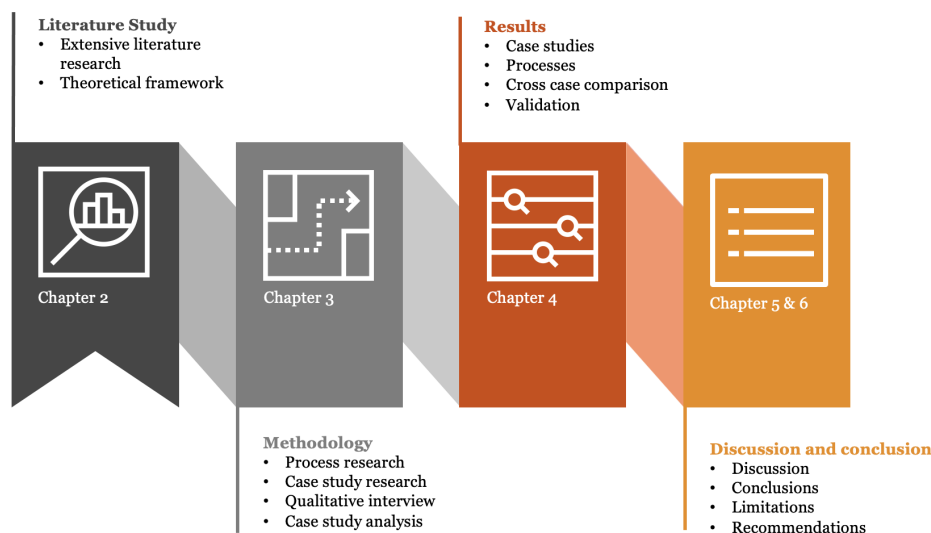 Literature Study
• Extensive literature
research
• Theoretical framework
Results
• Case studies
• Processes
• Cross case comparison
• Validation
Chapter 2
Chapter 3
Chapter 4
Chapter 5 & 6
Methodology
• Process research
• Case study research
• Qualitative interview
• Case study analysis
Discussion and conclusion
• Discussion
• Conclusions
• Limitations
• Recommendations